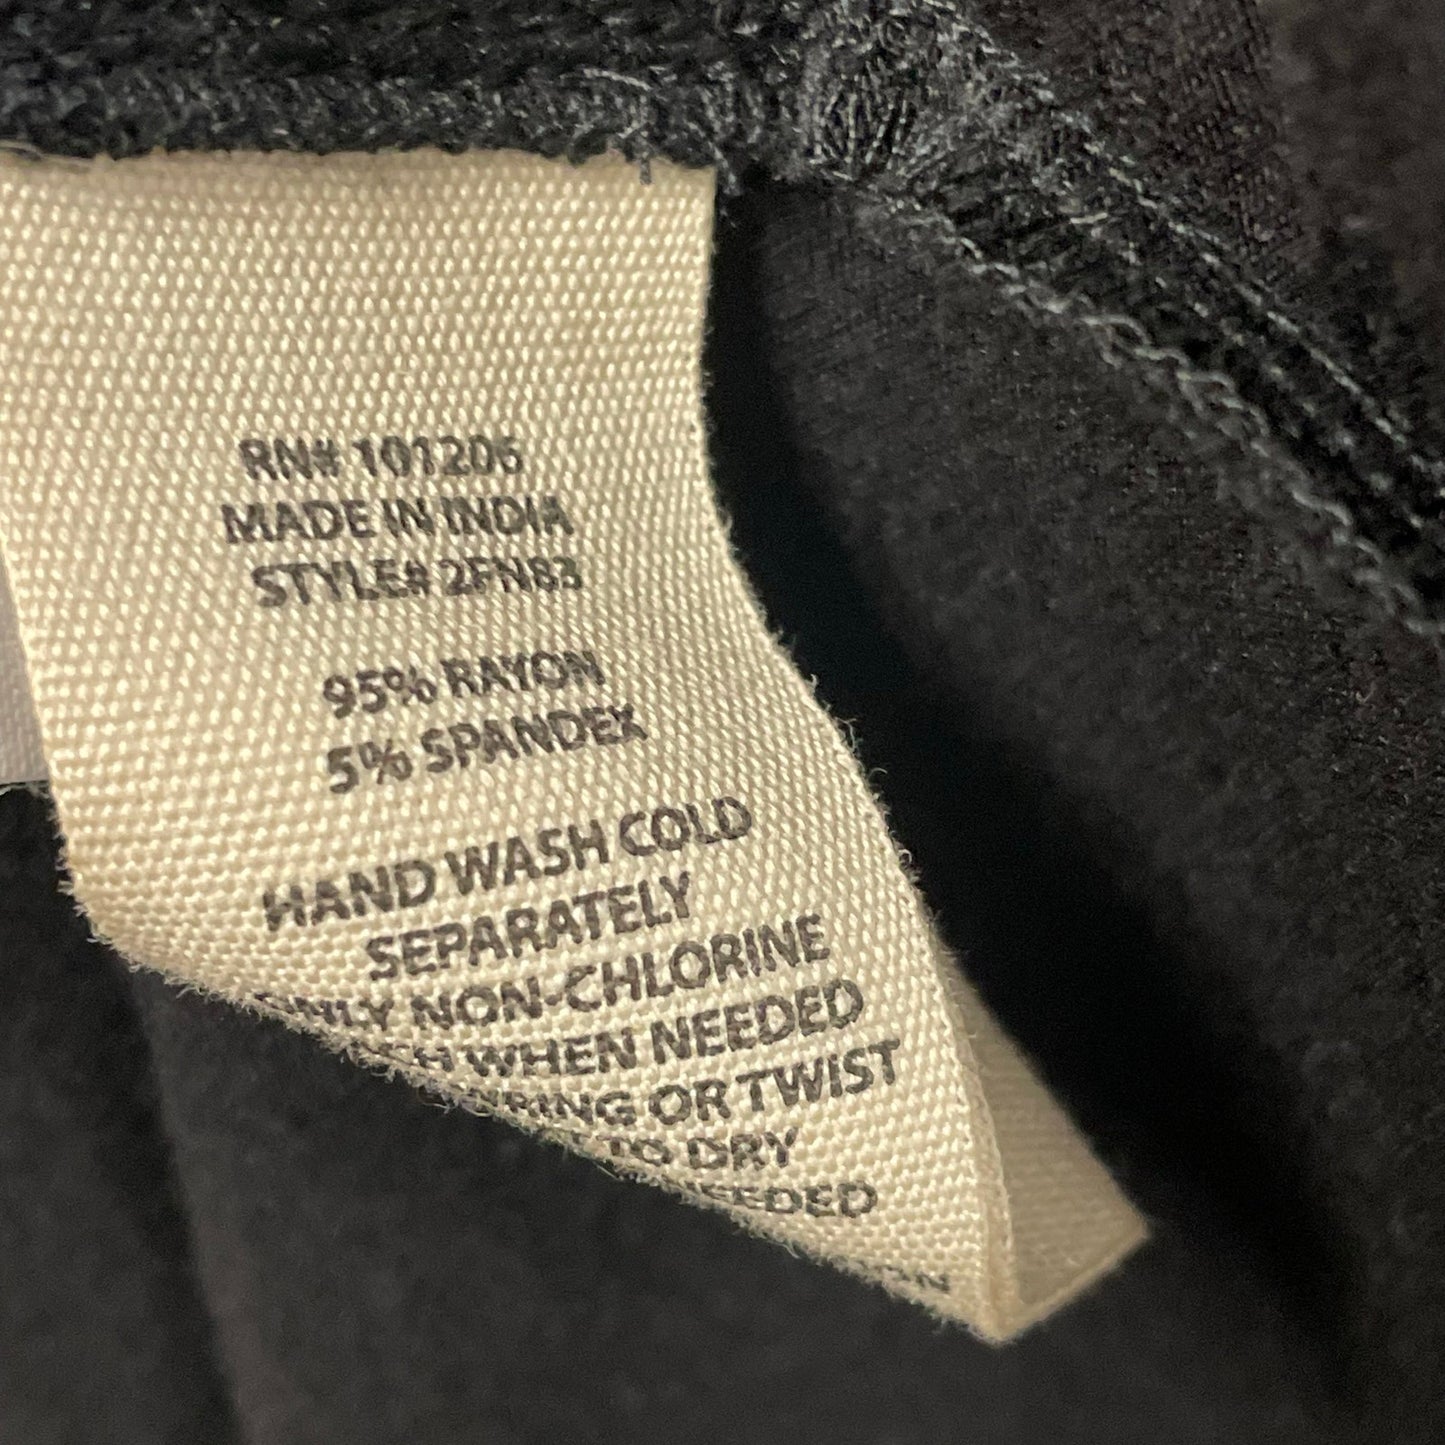 RN# 101206
MADE IN INDIA
STYLE# 2FN83
95% RAYON
5% SPANDEX
HAND WASH COLD
SEPARATELY
ONLY NON-CHLORINE
WHEN NEEDED
OR TWIST
TO DRY